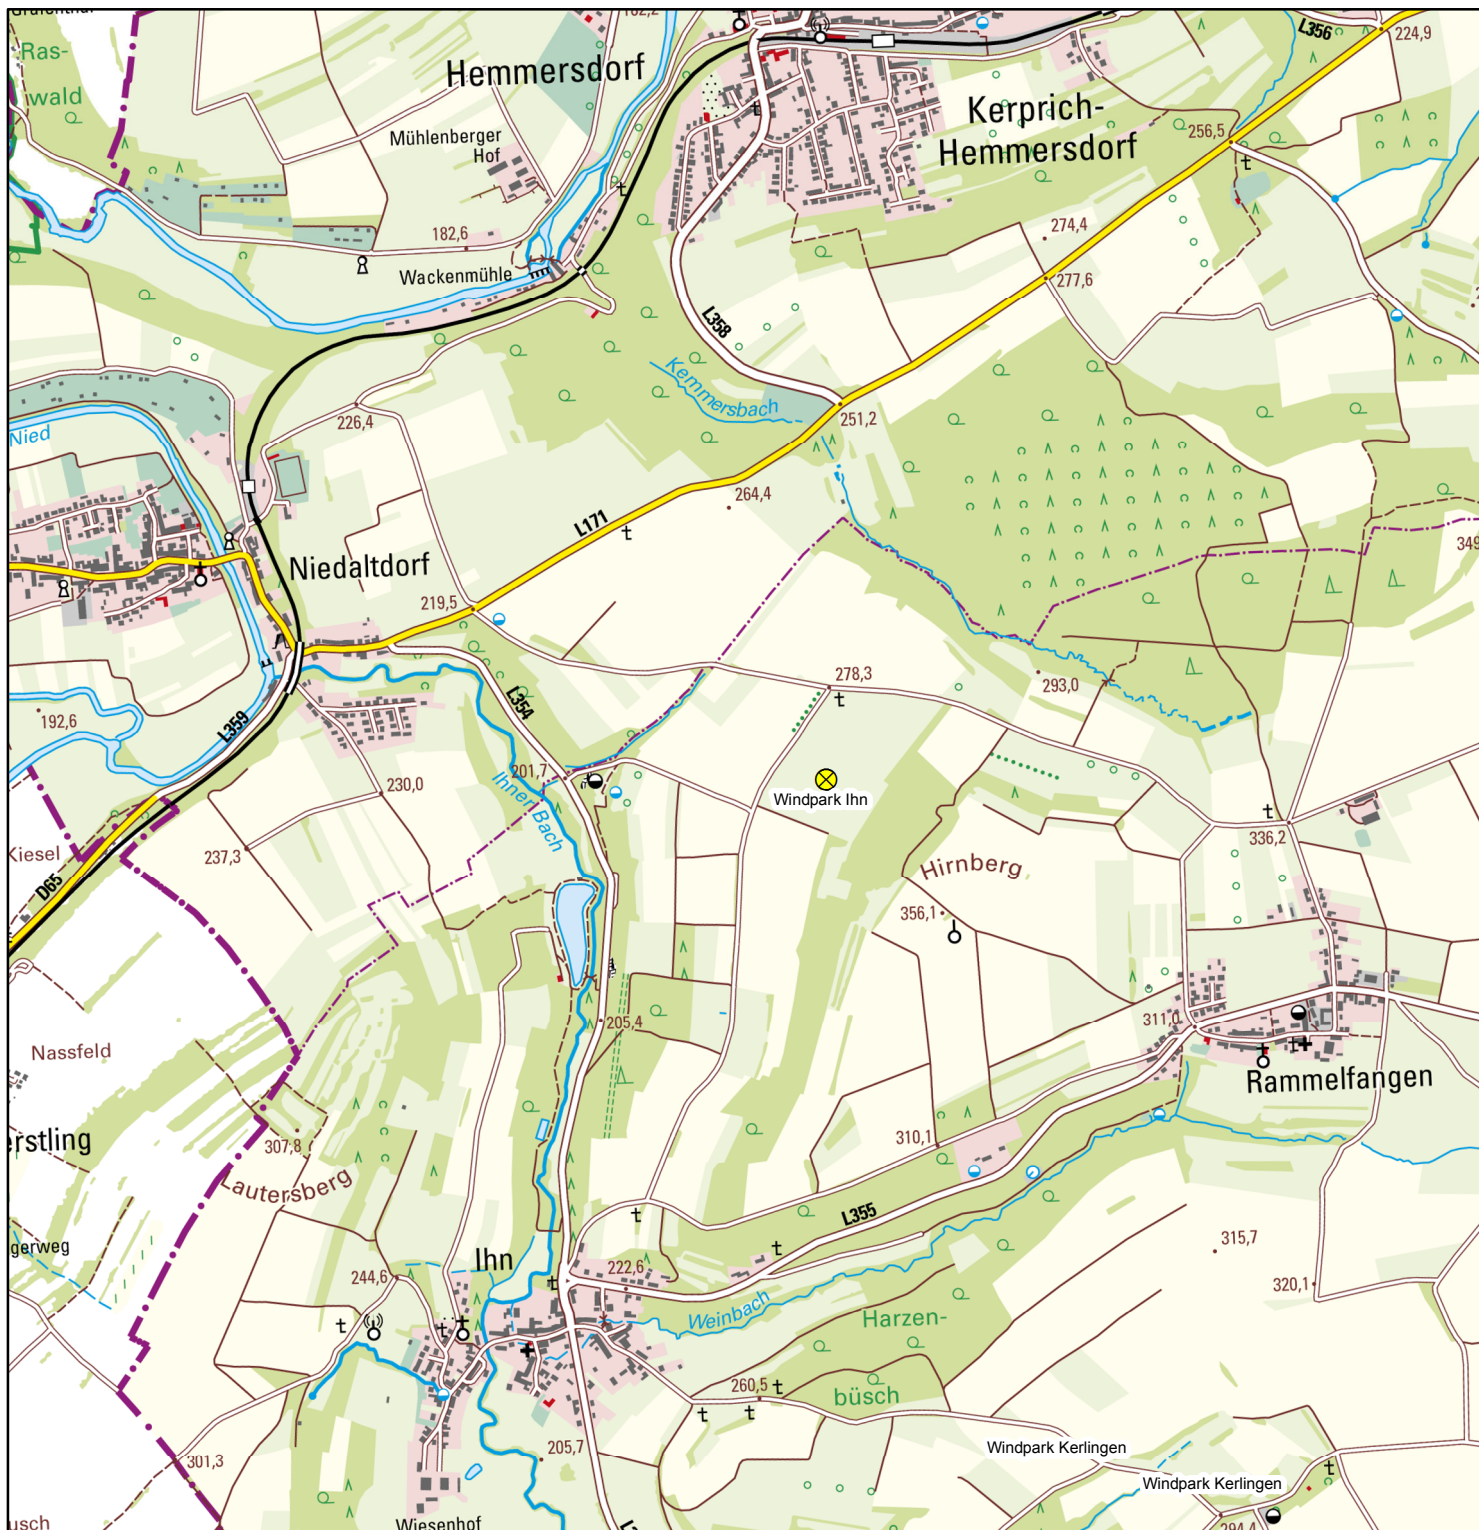 182,2
L356
224,9
Ras-
wald
Hemmersdorf
Kerprich-
Hemmersdorf
Mühlenberger
Hof
256,5
182,6
274,4
Wackenmühle
277,6
L358
Kemmersbach
226,4
251,2
Nied
264,4
L171
349
Niedaltdorf
219,5
278,3
293,0
192,6
L359
L354
201,7
230,0
Ihner Bach
Windpark Ihn
237,3
Kiesel
D65
336,2
Hirnberg
356,1
205,4
311,0
Nassfeld
Rammelfangen
erstling
307,8
310,1
Lautersberg
L355
gerweg
Ihn
315,7
244,6
222,6
320,1
Weinbach
Harzen-
büsch
260,5
Windpark Kerlingen
205,7
301,3
Windpark Kerlingen
usch
Wiesenhof
294,4